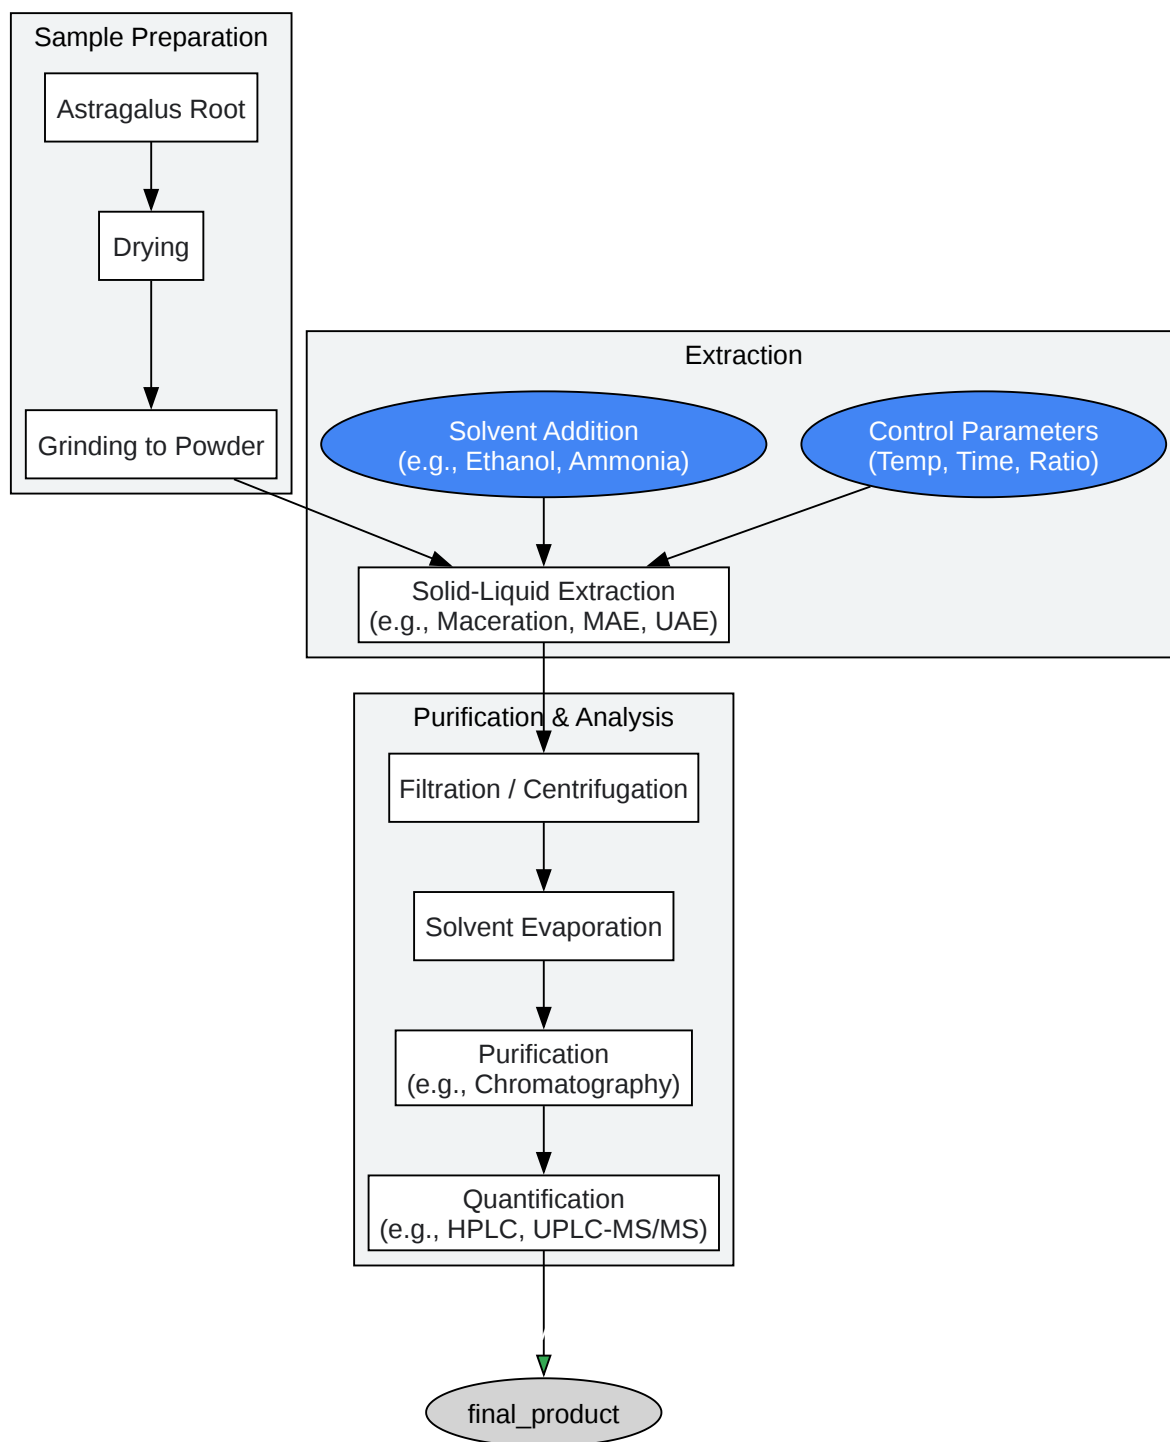 Sample Preparation
Astragalus Root
Drying
Grinding to Powder
Extraction
Solvent Addition
(e.g., Ethanol, Ammonia)
Control Parameters
(Temp, Time, Ratio)
Solid-Liquid Extraction
(e.g., Maceration, MAE, UAE)
Purification & Analysis
Filtration / Centrifugation
Solvent Evaporation
Purification
(e.g., Chromatography)
Quantification
(e.g., HPLC, UPLC-MS/MS)
final_product